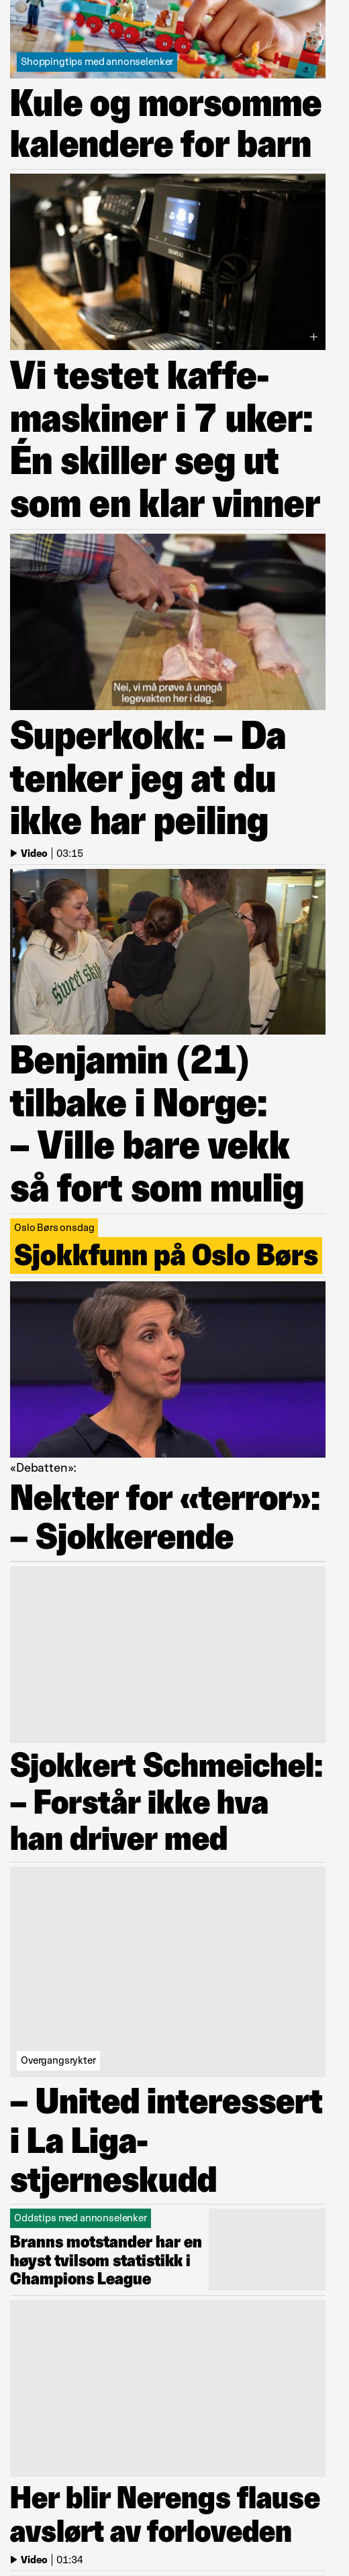 Shoppingtips med annonselenker
Kule og morsomme
kalendere for barn
SIEMENS
Vi testet kaffe-
maskiner i 7 uker:
Én skiller seg ut
som en klar vinner
Nei, vi må prøve å unngå
legevakten her i dag.
Superkokk: – Da
tenker jeg at du
ikke har peiling
Video | 03:15
sweet sktbs
Benjamin (21)
tilbake i Norge:
– Ville bare vekk
så fort som mulig
Oslo Børs onsdag
Sjokkfunn på Oslo Børs
«Debatten»:
Nekter for «terror»:
– Sjokkerende
Sjokkert Schmeichel:
– Forstår ikke hva
han driver med
Overgangsrykter
– United interessert
i La Liga-
stjerneskudd
Oddstips med annonselenker
Branns motstander har en
høyst tvilsom statistikk i
Champions League
Her blir Nerengs flause
avslørt av forloveden
Video | 01:34